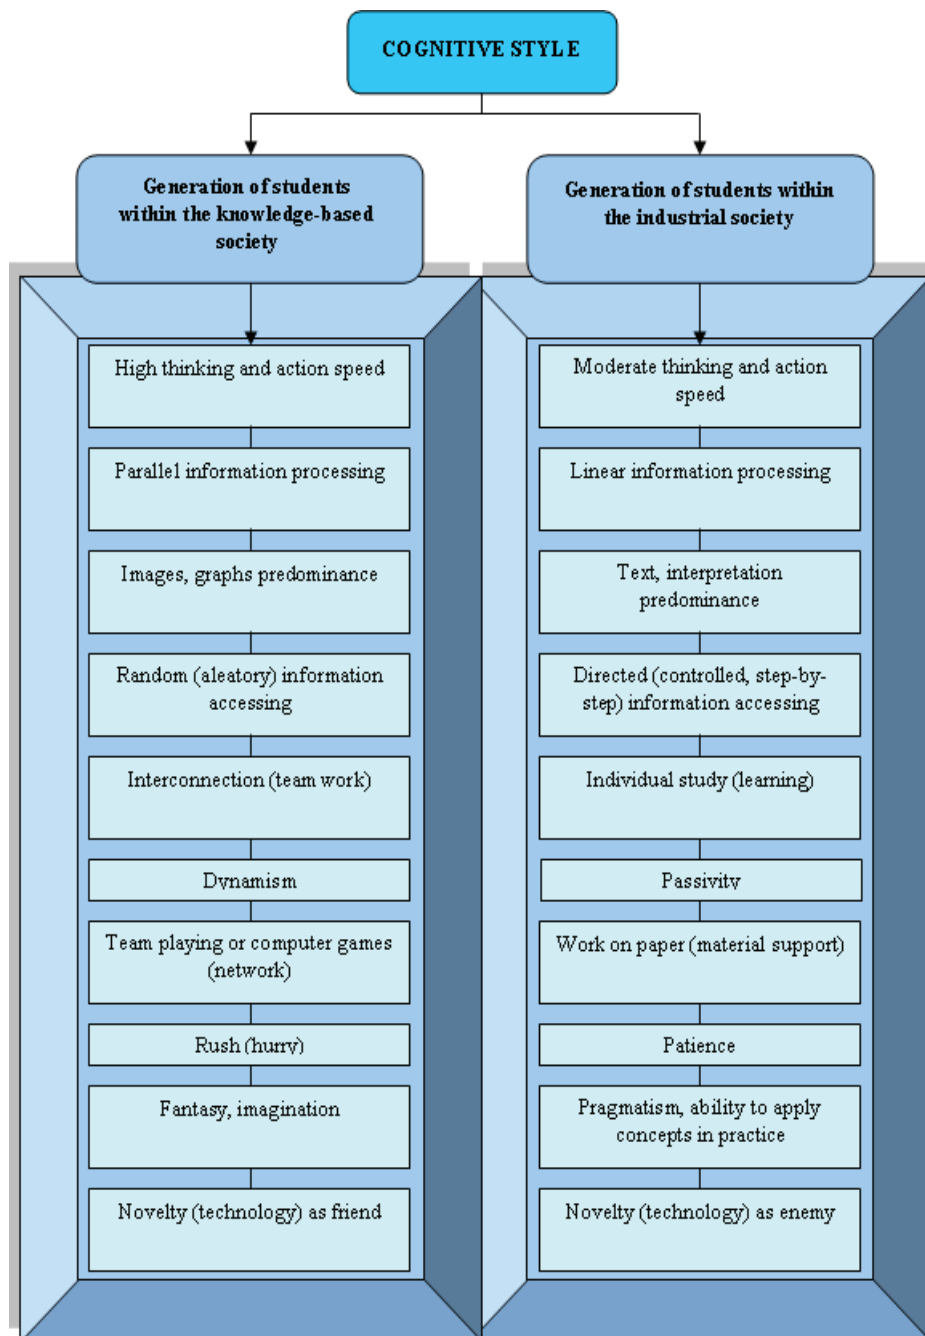 COGNITIVE STYLE
Generation of students
within the knowledge-based
society
High thinking and action speed
Parallel information processing
Images, graphs predominance
Random (aleatory) information
accessing
Interconnection (team work)
Dynamism
Team playing or computer games
(network)
Rush (hurry)
Fantasy, imagination
Novelty (technology) as friend
Generation of students within
the industrial society
Moderate thinking and action
speed
Linear information processing
Text, interpretation
predominance
Directed (controlled, step-by-
step) information accessing
Individual study (learning)
Passivity
Work on paper (material support)
Patience
Pragmatism, ability to apply
concepts in practice
Novelty (technology) as enemy